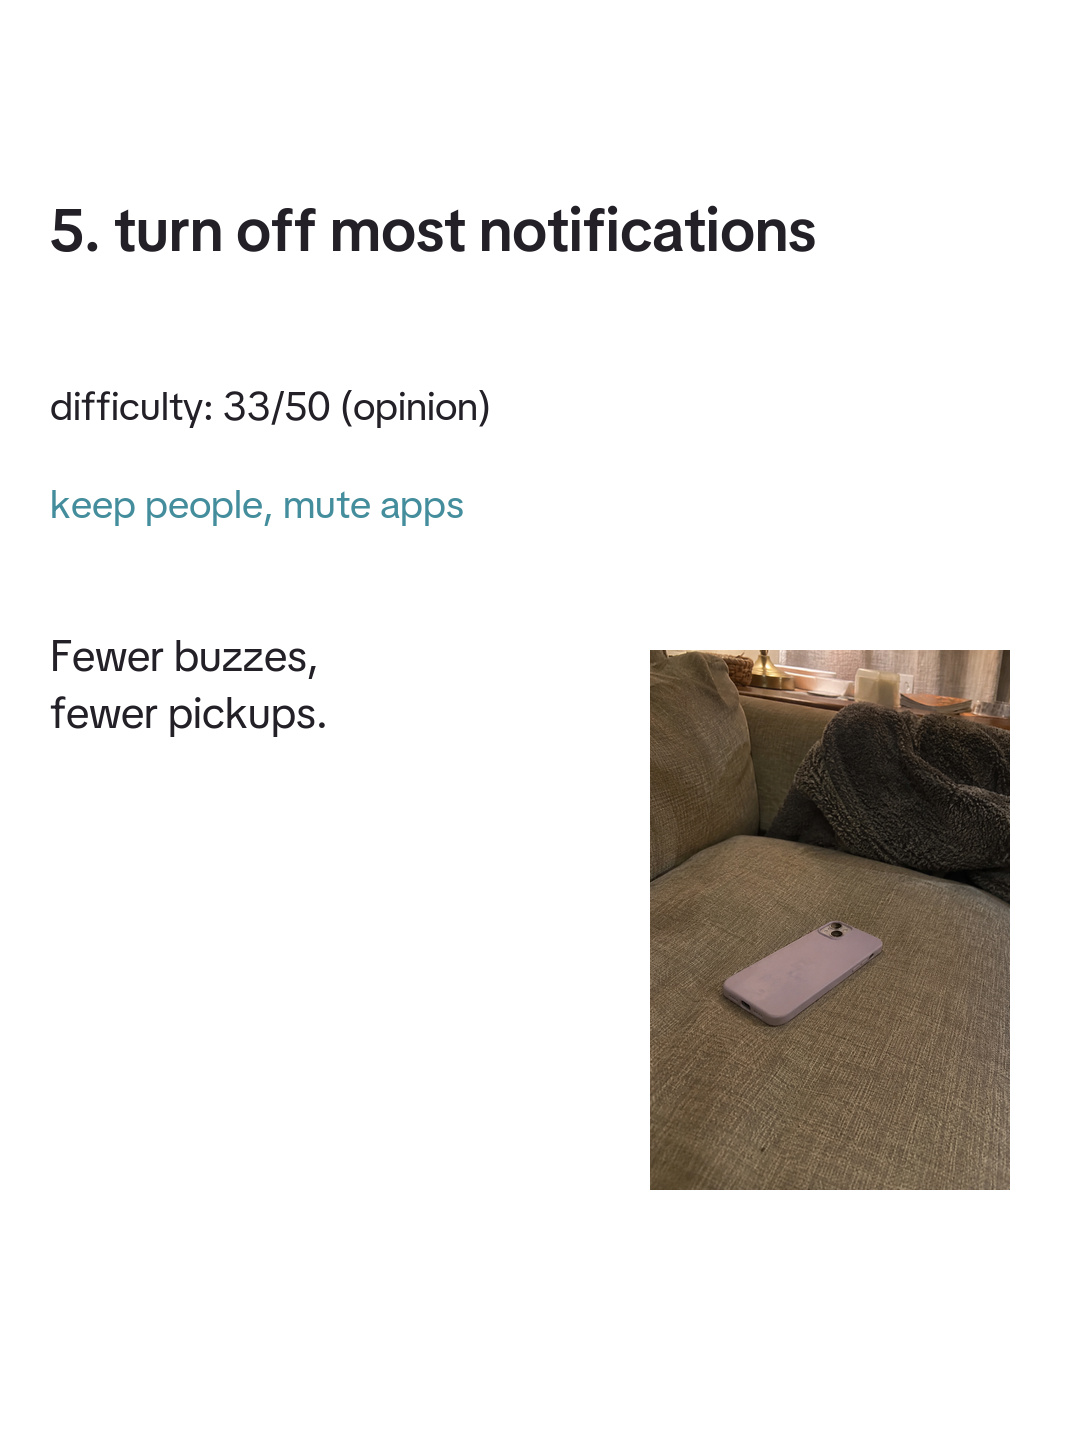 5. turn off most notifications
difficulty: 33/50 (opinion)
keep people, mute apps
Fewer buzzes,
fewer pickups.